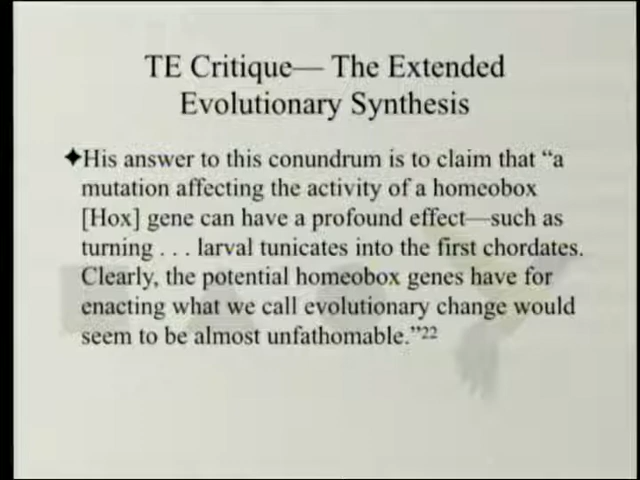 TE Critique— The Extended
Evolutionary Synthesis
✦His answer to this conundrum is to claim that “a
mutation affecting the activity of a homeobox
[Hox] gene can have a profound effect—such as
turning . . . larval tunicates into the first chordates.
Clearly, the potential homeobox genes have for
enacting what we call evolutionary change would
seem to be almost unfathomable.”22